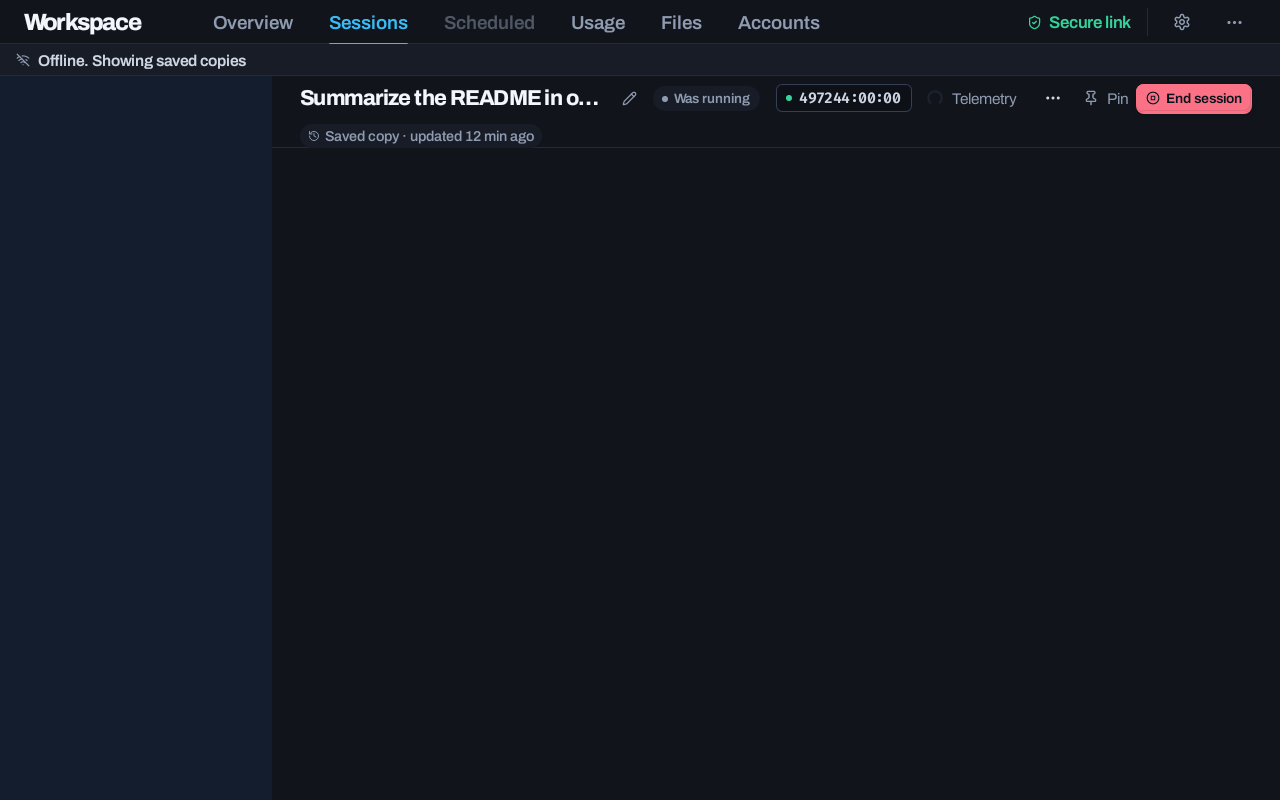 Workspace Overview Sessions Scheduled Usage Files Accounts Secure link
Offline. Showing saved copies
Summarize the README in o… Was running 497244:00:00 Telemetry Pin End session
Saved copy · updated 12 min ago